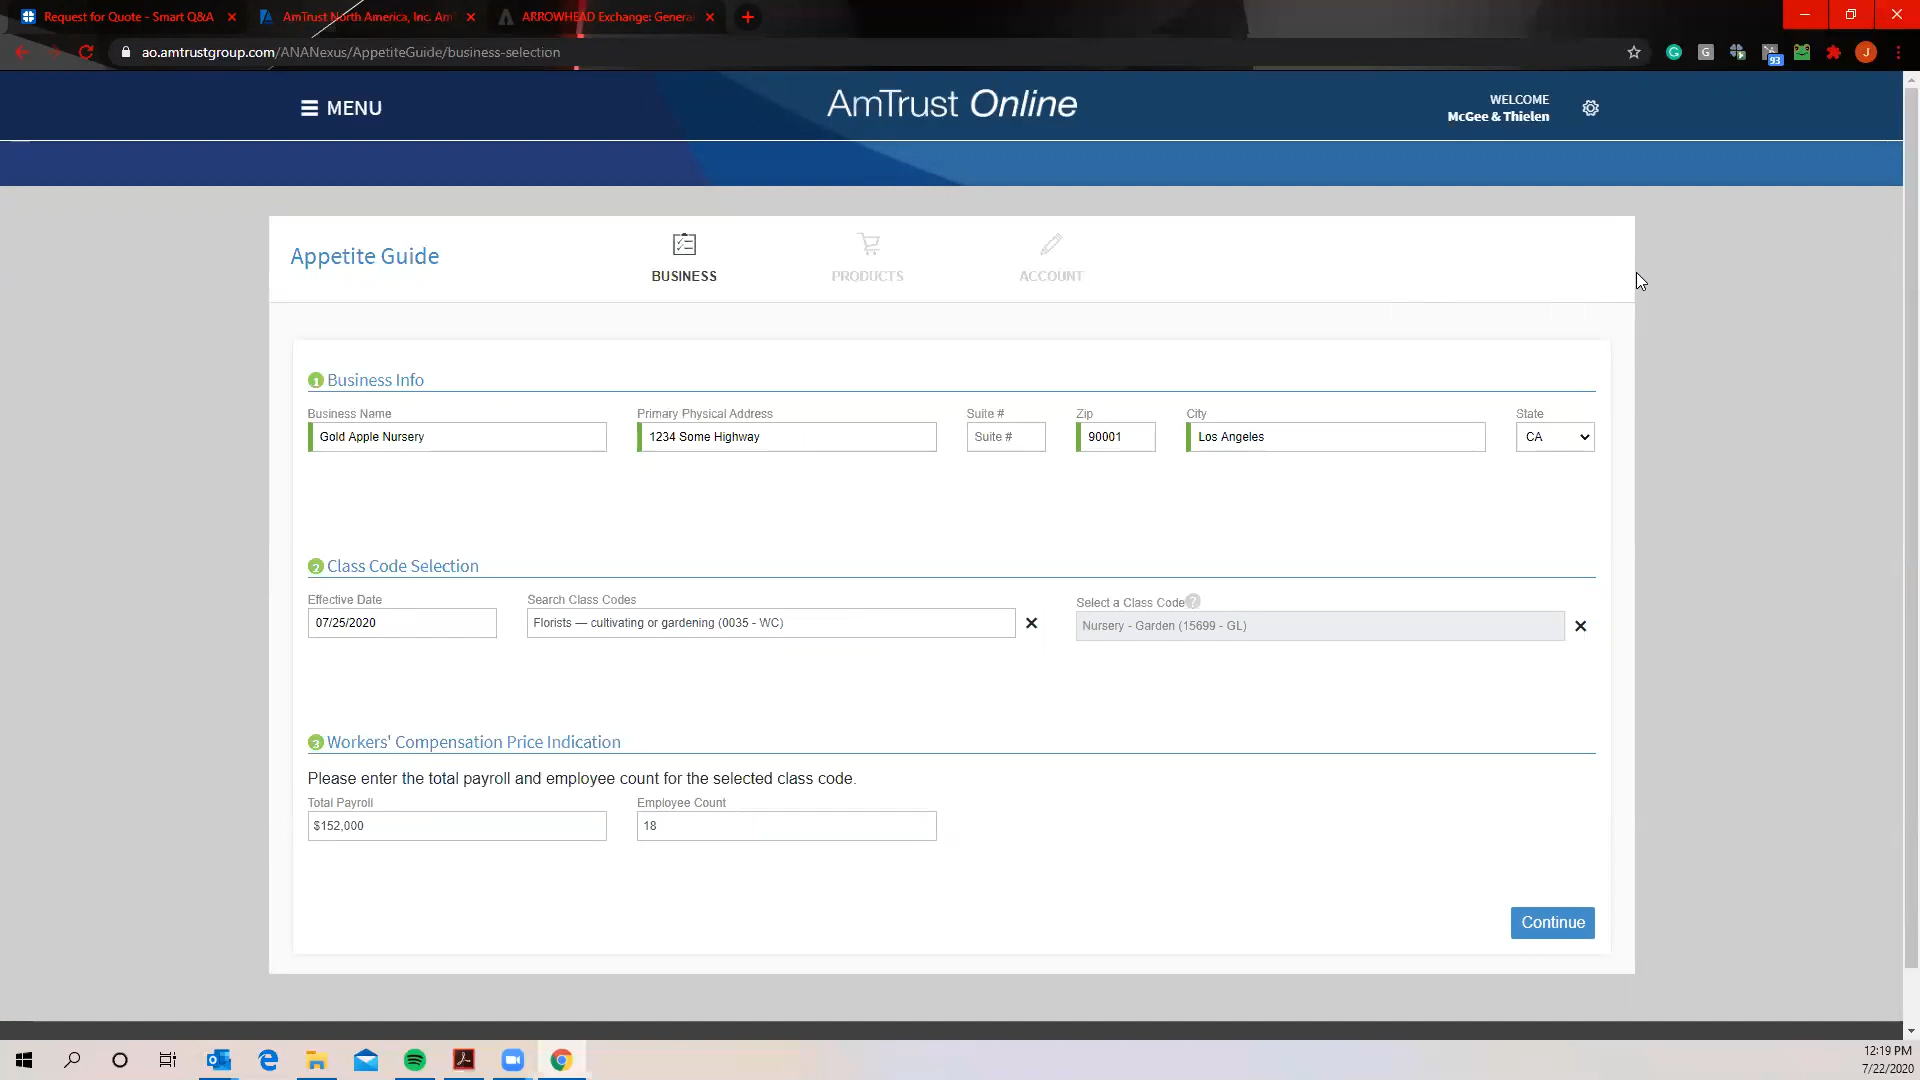 Request for Quote - Smart Q&A
AmTrust North America, Inc. Am
ARROWHEAD Exchange: General
ao.amtrustgroup.com/ANANexus/AppetiteGuide/business-selection
G
93
J
MENU
AmTrust Online
WELCOME
McGee & Thielen
Appetite Guide
BUSINESS
PRODUCTS
ACCOUNT
1 Business Info
Business Name
Primary Physical Address
Suite #
Zip
City
State
Gold Apple Nursery
1234 Some Highway
Suite #
90001
Los Angeles
CA
2 Class Code Selection
Effective Date
Search Class Codes
Select a Class Code ?
07/25/2020
Florists — cultivating or gardening (0035 - WC)
Nursery - Garden (15699 - GL)
3 Workers' Compensation Price Indication
Please enter the total payroll and employee count for the selected class code.
Total Payroll
Employee Count
$152,000
18
Continue
12:19 PM
7/22/2020